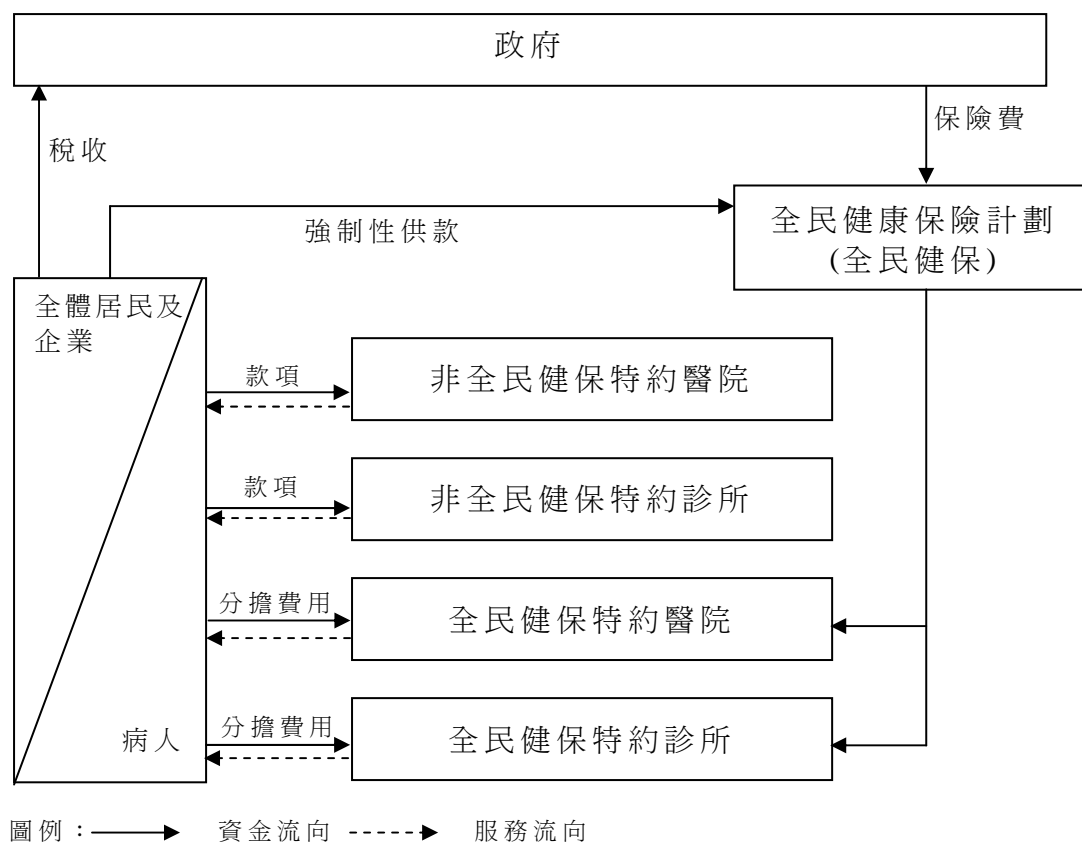 政府
稅收
保險費
全民健康保險計劃
(全民健保)
強制性供款
全體居民及
企業
款項
非全民健保特約醫院
款項
非全民健保特約診所
分擔費用
全民健保特約醫院
分擔費用
全民健保特約診所
病人
圖例：
資金流向
服務流向